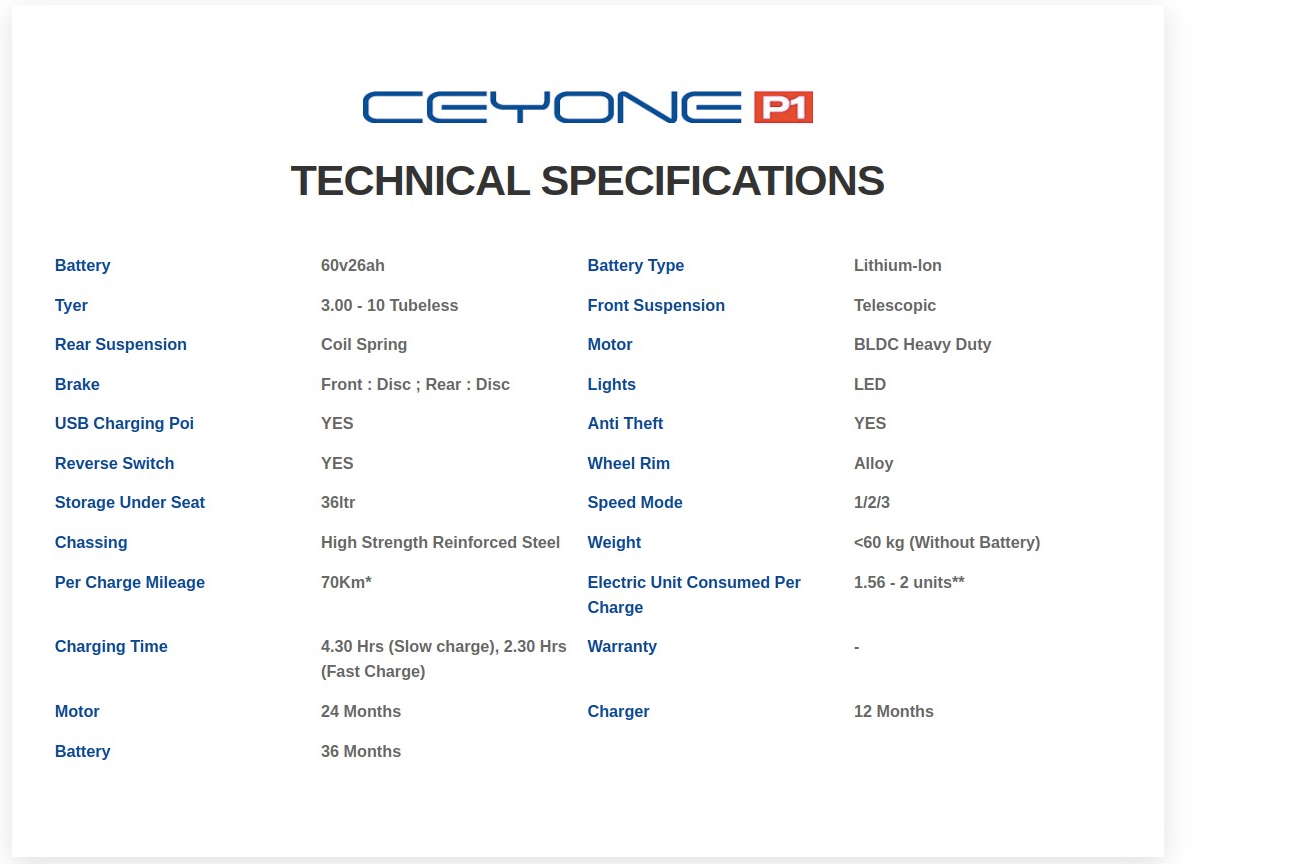 CEYONE P1
TECHNICAL SPECIFICATIONS
Battery 60v26ah Battery Type Lithium-Ion
Tyer 3.00 - 10 Tubeless Front Suspension Telescopic
Rear Suspension Coil Spring Motor BLDC Heavy Duty
Brake Front : Disc ; Rear : Disc Lights LED
USB Charging Poi YES Anti Theft YES
Reverse Switch YES Wheel Rim Alloy
Storage Under Seat 36ltr Speed Mode 1/2/3
Chassing High Strength Reinforced Steel Weight <60 kg (Without Battery)
Per Charge Mileage 70Km* Electric Unit Consumed Per 1.56 - 2 units**
Charge
Charging Time 4.30 Hrs (Slow charge), 2.30 Hrs Warranty -
(Fast Charge)
Motor 24 Months Charger 12 Months
Battery 36 Months